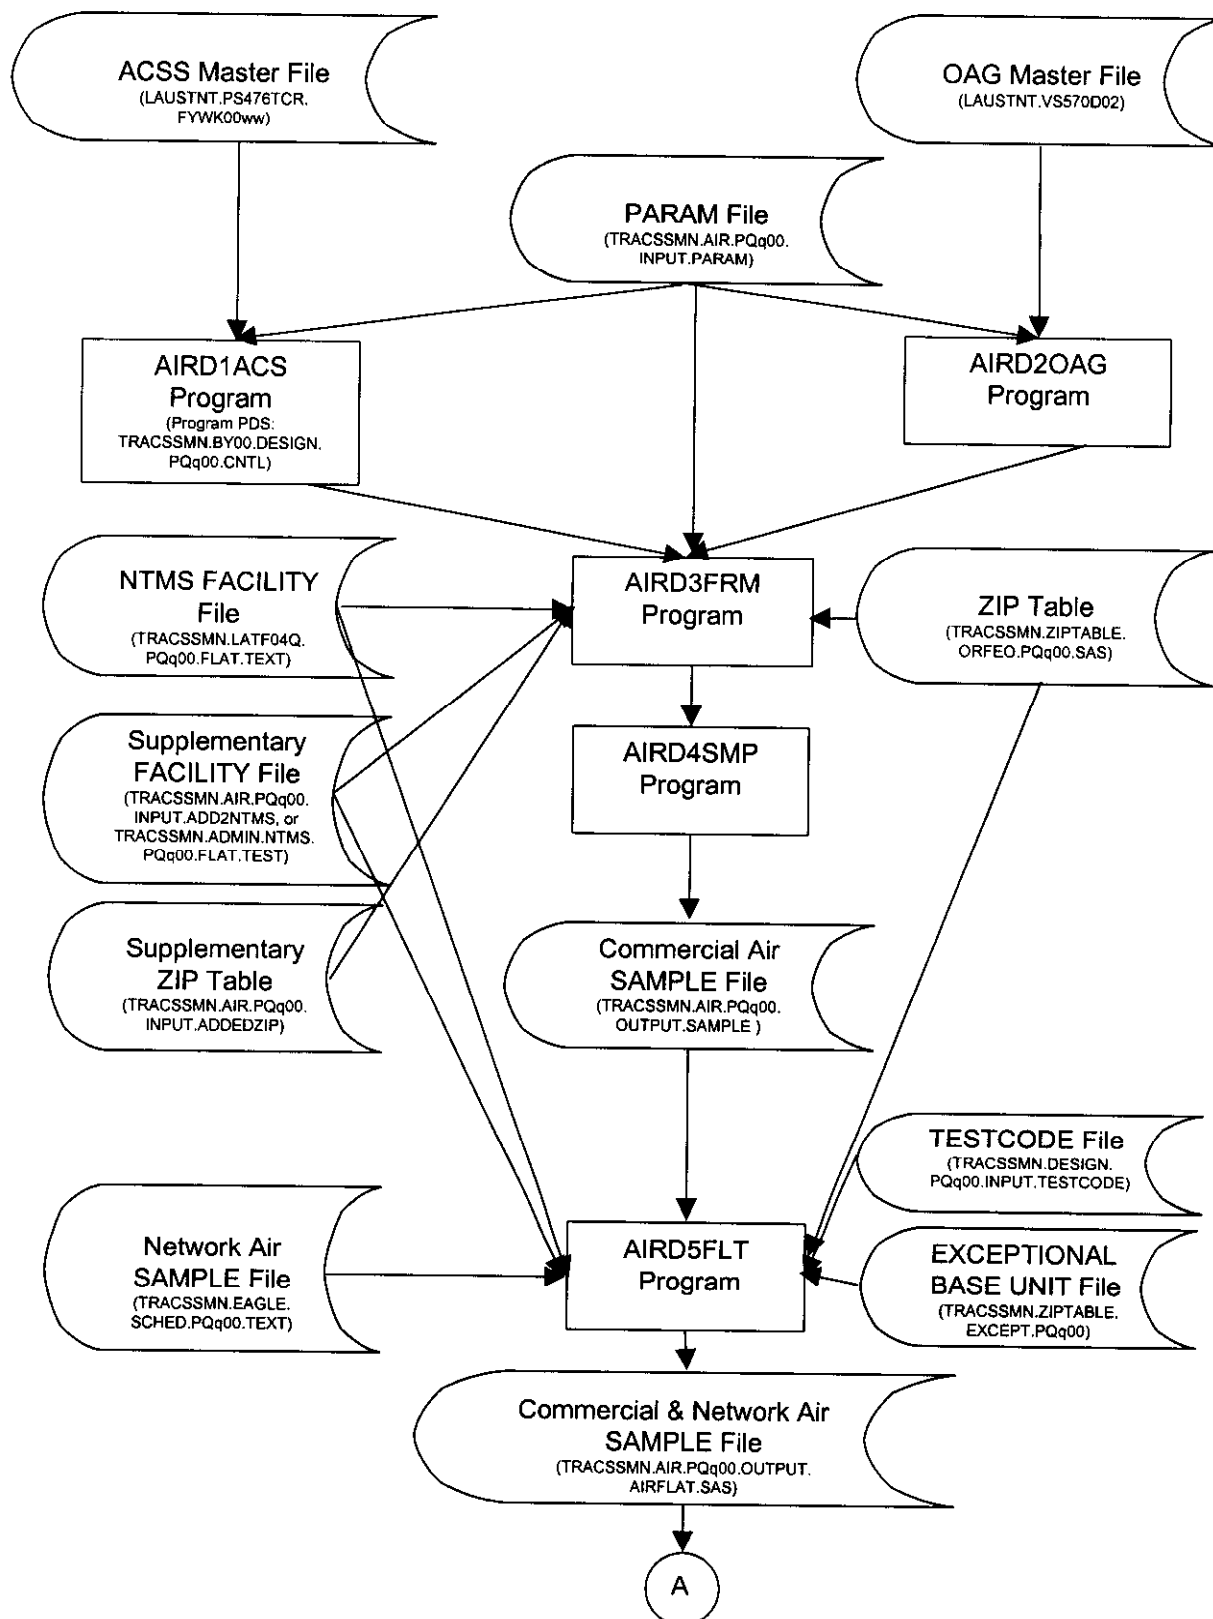 ACSS Master File
(LAUSTNT.PS476TCR.
FYWK00ww)
OAG Master File
(LAUSTNT.VS570D02)
PARAM File
(TRACSSMN.AIR.PQq00.
INPUT.PARAM)
AIRD1ACS
Program
(Program PDS:
TRACSSMN.BY00.DESIGN.
PQq00.CNTL)
AIRD2OAG
Program
NTMS FACILITY
File
(TRACSSMN.LATF04Q.
PQq00.FLAT.TEXT)
AIRD3FRM
Program
ZIP Table
(TRACSSMN.ZIPTABLE.
ORFEO.PQq00.SAS)
Supplementary
FACILITY File
(TRACSSMN.AIR.PQq00.
INPUT.ADD2NTMS, or
TRACSSMN.ADMIN.NTMS.
PQq00.FLAT.TEST)
AIRD4SMP
Program
Supplementary
ZIP Table
(TRACSSMN.AIR.PQq00.
INPUT.ADDEDZIP)
Commercial Air
SAMPLE File
(TRACSSMN.AIR.PQq00.
OUTPUT.SAMPLE )
TESTCODE File
(TRACSSMN.DESIGN.
PQq00.INPUT.TESTCODE)
Network Air
SAMPLE File
(TRACSSMN.EAGLE.
SCHED.PQq00.TEXT)
AIRD5FLT
Program
EXCEPTIONAL
BASE UNIT File
(TRACSSMN.ZIPTABLE.
EXCEPT.PQq00)
Commercial & Network Air
SAMPLE File
(TRACSSMN.AIR.PQq00.OUTPUT.
AIRFLAT.SAS)
A